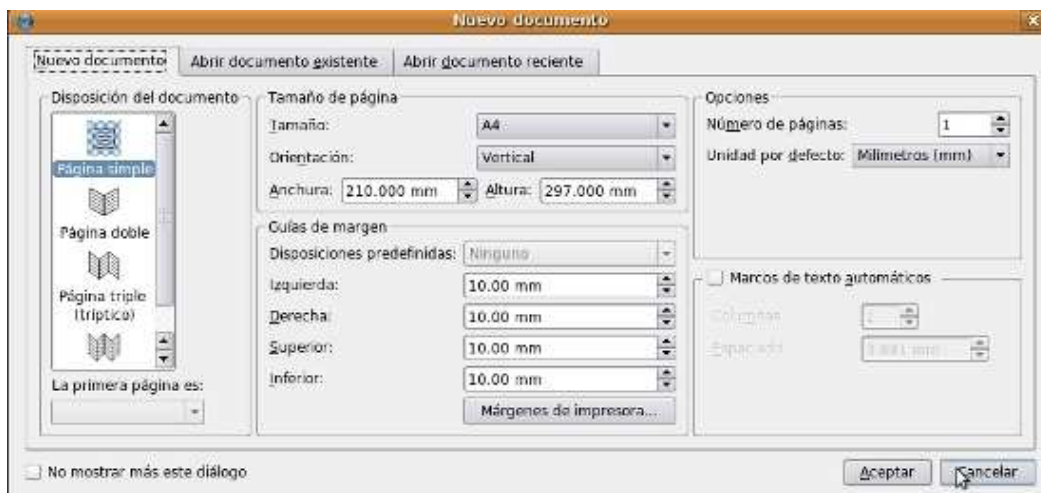 Nuevo documento
Nuevo documento
Abrir documento existente
Abrir documento reciente
Disposición del documento
Página simple
Página doble
Página triple
(tríptico)
La primera página es:
Tamaño de página
Tamaño: A4
Orientación: Vertical
Anchura: 210.000 mm Altura: 297.000 mm
Guías de margen
Disposiciones predefinidas: Ninguno
Izquierda: 10.00 mm
Derecha: 10.00 mm
Superior: 10.00 mm
Inferior: 10.00 mm
Márgenes de impresora...
Opciones
Número de páginas: 1
Unidad por defecto: Milímetros (mm)
Marcos de texto automáticos
Columnas
Espaciado
No mostrar más este diálogo
Aceptar
Cancelar